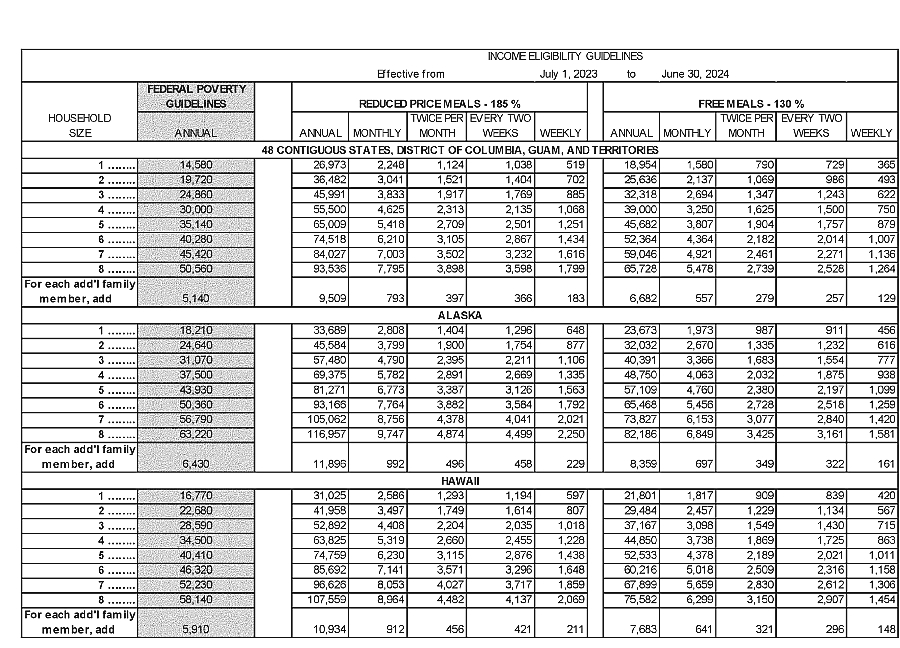 INCOME ELIGIBILITY GUIDELINES
Effective from July 1, 2023 to June 30, 2024
FEDERAL POVERTY
GUIDELINES REDUCED PRICE MEALS - 185 % FREE MEALS - 130 %
HOUSEHOLD TWICE PER EVERY TWO TWICE PER EVERY TWO
SIZE ANNUAL ANNUAL MONTHLY MONTH WEEKS WEEKLY ANNUAL MONTHLY MONTH WEEKS WEEKLY
48 CONTIGUOUS STATES, DISTRICT OF COLUMBIA, GUAM, AND TERRITORIES
1 ........ 14,580 26,973 2,248 1,124 1,038 519 18,954 1,580 790 729 365
2 ........ 19,720 36,482 3,041 1,521 1,404 702 25,636 2,137 1,069 986 493
3 ........ 24,860 45,991 3,833 1,917 1,769 885 32,318 2,694 1,347 1,243 622
4 ........ 30,000 55,500 4,625 2,313 2,135 1,068 39,000 3,250 1,625 1,500 750
5 ........ 35,140 65,009 5,418 2,709 2,501 1,251 45,682 3,807 1,904 1,757 879
6 ........ 40,280 74,518 6,210 3,105 2,867 1,434 52,364 4,364 2,182 2,014 1,007
7 ........ 45,420 84,027 7,003 3,502 3,232 1,616 59,046 4,921 2,461 2,271 1,136
8 ........ 50,560 93,536 7,795 3,898 3,598 1,799 65,728 5,478 2,739 2,528 1,264
For each add'l family
member, add 5,140 9,509 793 397 366 183 6,682 557 279 257 129
ALASKA
1 ........ 18,210 33,689 2,808 1,404 1,296 648 23,673 1,973 987 911 456
2 ........ 24,640 45,584 3,799 1,900 1,754 877 32,032 2,670 1,335 1,232 616
3 ........ 31,070 57,480 4,790 2,395 2,211 1,106 40,391 3,366 1,683 1,554 777
4 ........ 37,500 69,375 5,782 2,891 2,669 1,335 48,750 4,063 2,032 1,875 938
5 ........ 43,930 81,271 6,773 3,387 3,126 1,563 57,109 4,760 2,380 2,197 1,099
6 ........ 50,360 93,166 7,764 3,882 3,584 1,792 65,468 5,456 2,728 2,518 1,259
7 ........ 56,790 105,062 8,756 4,378 4,041 2,021 73,827 6,153 3,077 2,840 1,420
8 ........ 63,220 116,957 9,747 4,874 4,499 2,250 82,186 6,849 3,425 3,161 1,581
For each add'l family
member, add 6,430 11,896 992 496 458 229 8,359 697 349 322 161
HAWAII
1 ........ 16,770 31,025 2,586 1,293 1,194 597 21,801 1,817 909 839 420
2 ........ 22,680 41,958 3,497 1,749 1,614 807 29,484 2,457 1,229 1,134 567
3 ........ 28,590 52,892 4,408 2,204 2,035 1,018 37,167 3,098 1,549 1,430 715
4 ........ 34,500 63,825 5,319 2,660 2,455 1,228 44,850 3,738 1,869 1,725 863
5 ........ 40,410 74,759 6,230 3,115 2,876 1,438 52,533 4,378 2,189 2,021 1,011
6 ........ 46,320 85,692 7,141 3,571 3,296 1,648 60,216 5,018 2,509 2,316 1,158
7 ........ 52,230 96,626 8,053 4,027 3,717 1,859 67,899 5,659 2,830 2,612 1,306
8 ........ 58,140 107,559 8,964 4,482 4,137 2,069 75,582 6,299 3,150 2,907 1,454
For each add'l family
member, add 5,910 10,934 912 456 421 211 7,683 641 321 296 148